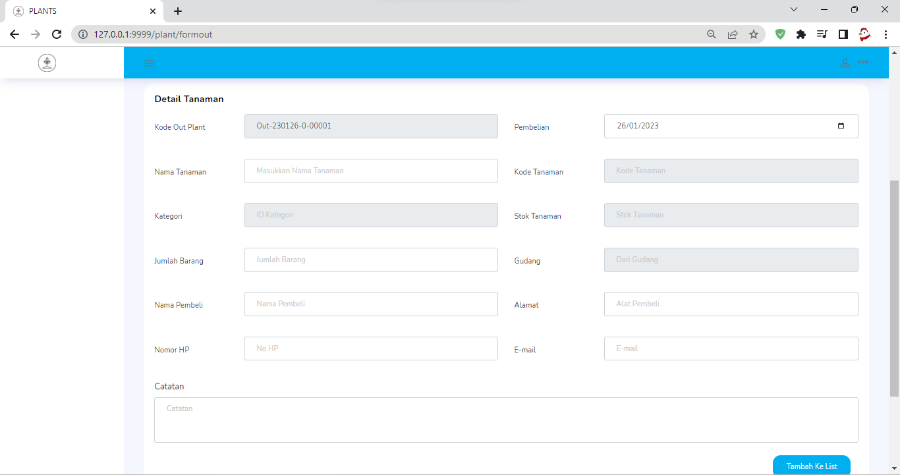 PLANTS
127.0.0.1:9999/plant/formout
Detail Tanaman
Kode Out Plant Out-230126-0-00001 Pembelian 26/01/2023
Nama Tanaman Masukkan Nama Tanaman Kode Tanaman Kode Tanaman
Kategori ID Kategori Stok Tanaman Stok Tanaman
Jumlah Barang Jumlah Barang Gudang Dari Gudang
Nama Pembeli Nama Pembeli Alamat Alat Pembeli
Nomor HP No HP E-mail E-mail
Catatan
Catatan
Tambah Ke List